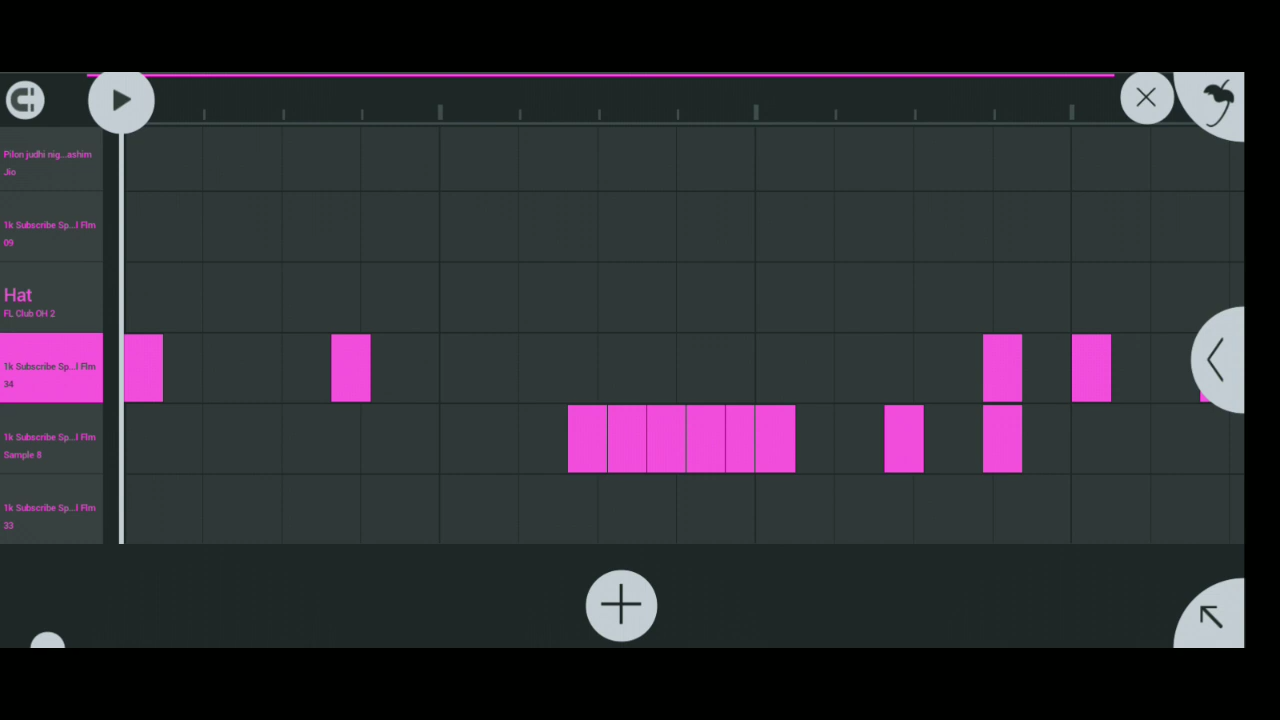 Pilon judhi nig...ashim
Jio
1k Subscribe Sp...l Flm
09
Hat
FL Club OH 2
1k Subscribe Sp...l Flm
34
1k Subscribe Sp...l Flm
Sample 8
1k Subscribe Sp...l Flm
33